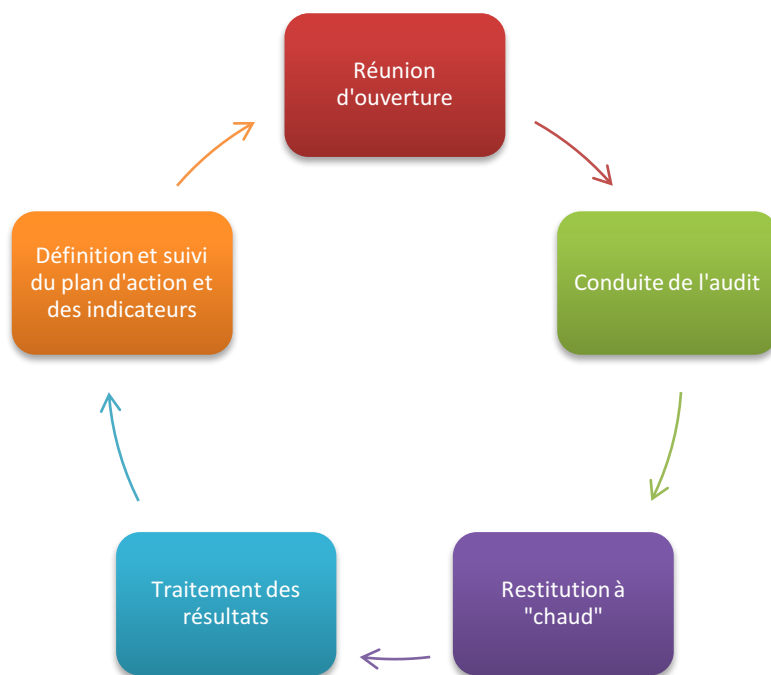 Réunion
d'ouverture
Conduite de l'audit
Restitution à
"chaud"
Traitement des
résultats
Définition et suivi
du plan d'action et
des indicateurs